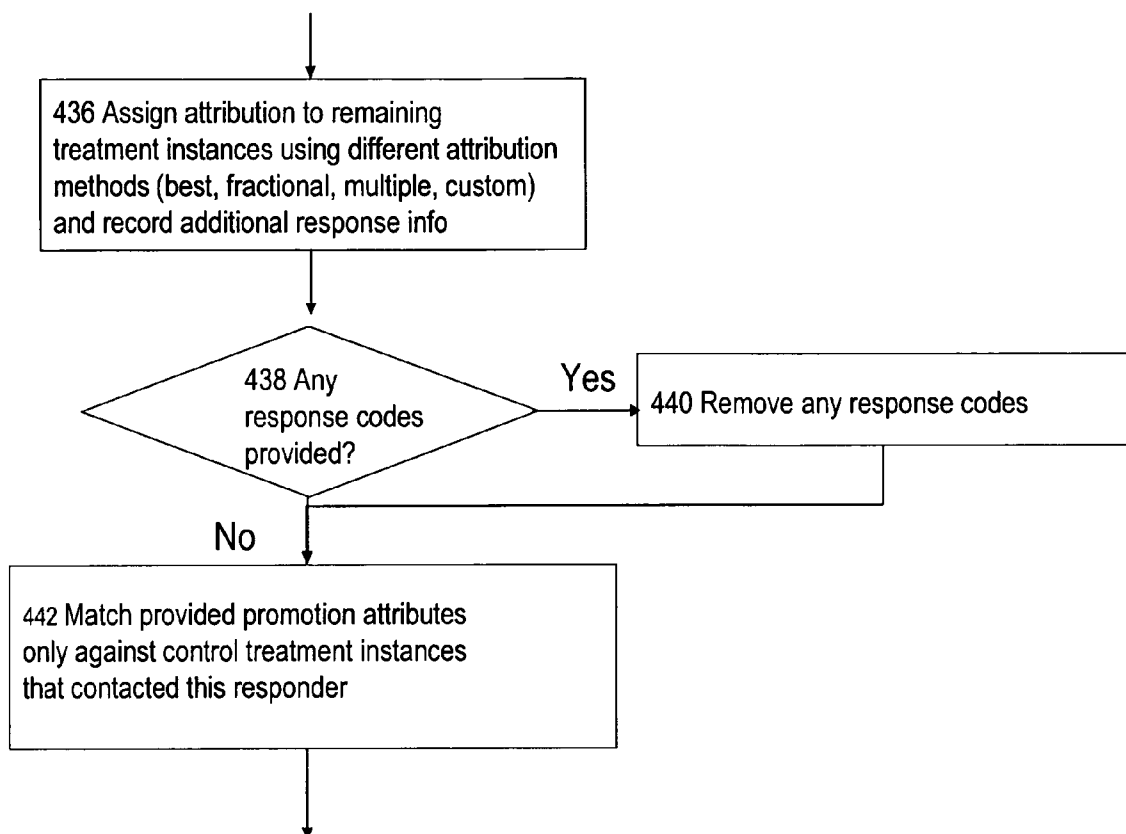 436 Assign attribution to remaining
treatment instances using different attribution
methods (best, fractional, multiple, custom)
and record additional response info
438 Any
response codes
provided?
Yes
440 Remove any response codes
No
442 Match provided promotion attributes
only against control treatment instances
that contacted this responder